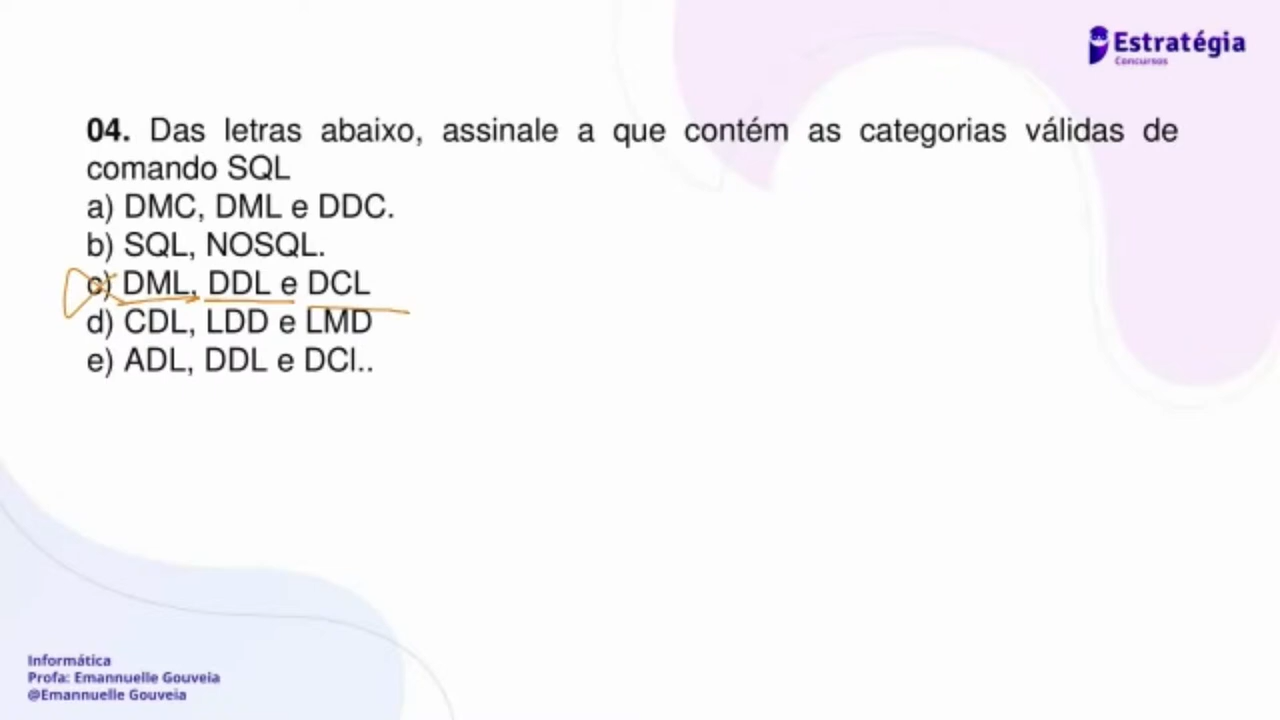 Estratégia
Concursos
04. Das letras abaixo, assinale a que contém as categorias válidas de
comando SQL
a) DMC, DML e DDC.
b) SQL, NOSQL.
c) DML, DDL e DCL
d) CDL, LDD e LMD
e) ADL, DDL e DCl..
Informática
Profa: Emannuelle Gouveia
@Emannuelle Gouveia